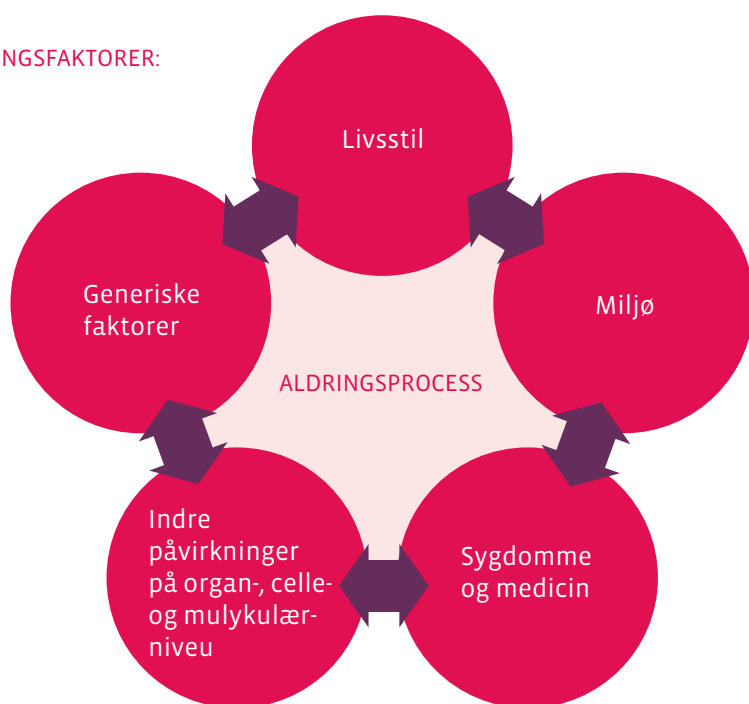 NGSFAKTORER:
Livsstil
Generiske
faktorer
Miljø
ALDRINGSPROCESS
Indre
påvirkninger
på organ-, celle-
og mulykulær-
niveu
Sygdomme
og medicin